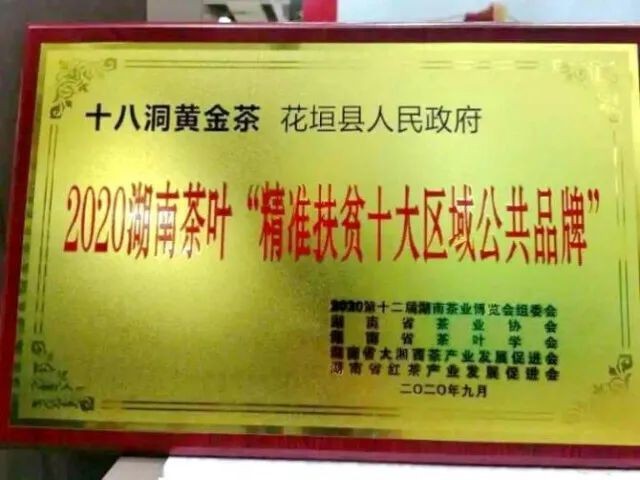 十八洞黄金茶 花垣县人民政府
2020湖南茶叶“精准扶贫十大区域公共品牌”
2020第十二届湖南茶业博览会组委会
湖南省茶业协会
湖南省茶叶学会
湖南省大湘西茶产业发展促进会
湖南省红茶产业发展促进会
二〇二〇年九月